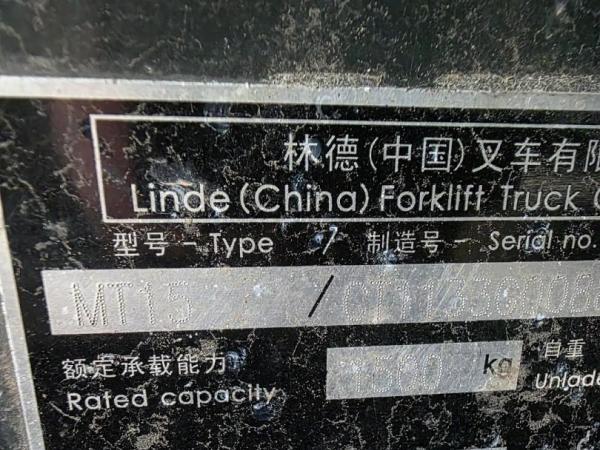 林德(中国)叉车有限
Linde (China) Forklift Truck
型号 - Type / 制造号 - Serial no.
MT15 /
额定承载能力 kg 自重
Rated capacity Unlade